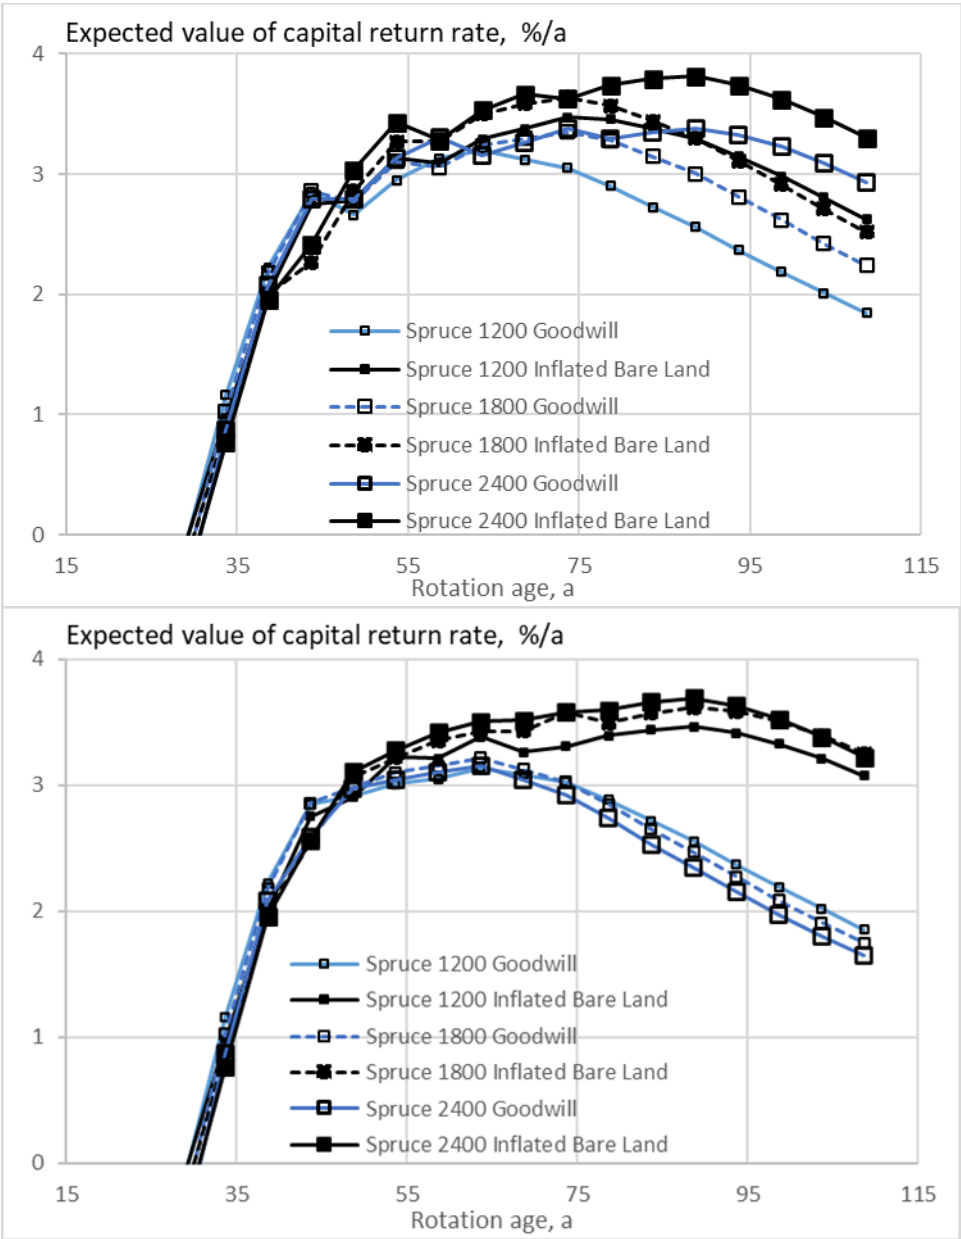 Expected value of capital return rate, %/a
4
3
2
1
0
Spruce 1200 Goodwill
Spruce 1200 Inflated Bare Land
Spruce 1800 Goodwill
Spruce 1800 Inflated Bare Land
Spruce 2400 Goodwill
Spruce 2400 Inflated Bare Land
15 35 55 75 95 115
Rotation age, a
Expected value of capital return rate, %/a
4
3
2
1
0
Spruce 1200 Goodwill
Spruce 1200 Inflated Bare Land
Spruce 1800 Goodwill
Spruce 1800 Inflated Bare Land
Spruce 2400 Goodwill
Spruce 2400 Inflated Bare Land
15 35 55 75 95 115
Rotation age, a